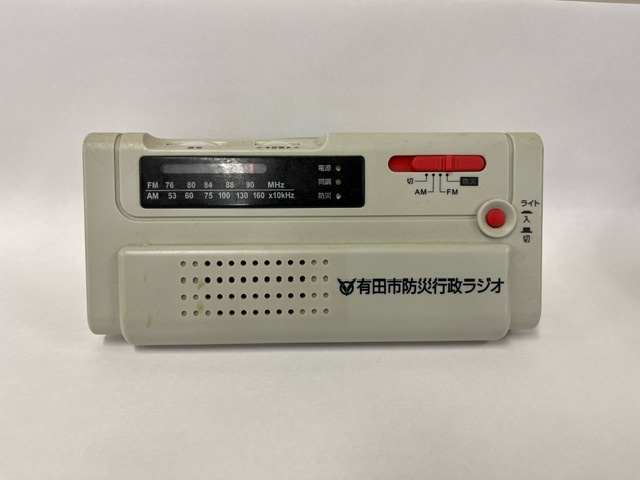 電源
FM 76 80 84 88 90 MHz
同調
AM 53 60 75 100 130 160 x10kHz
防災
切 防災
AM FM
ライト
入
切
有田市防災行政ラジオ